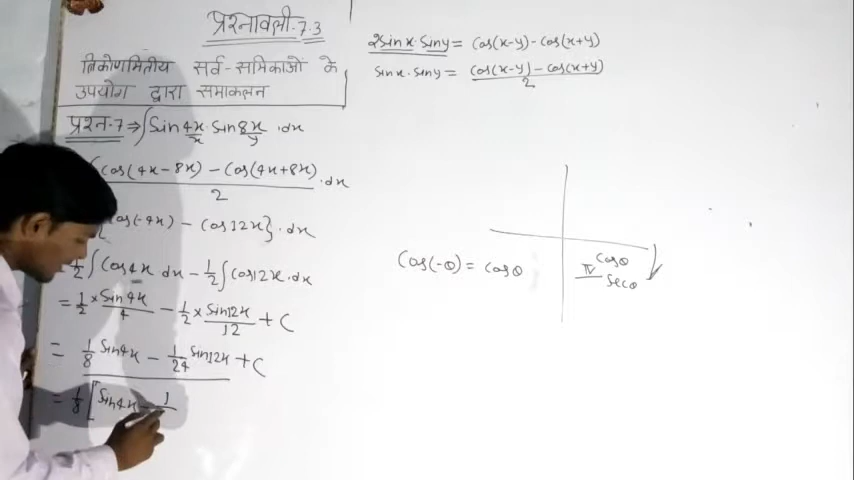 प्रश्नावली-7.3
त्रिकोणमितीय सर्व-समिकाओं के
उपयोग द्वारा समाकलन
प्रश्न-7 ⇒ ∫Sin4x · Sin8x · dx
x y
(cos(4x-8x) - Cos(4x+8x) / 2 · dx
{cos(-4x) - Cos12x} · dx
= 1/2 ∫Cos4x dx - 1/2 ∫Cos12x · dx
= 1/2 × Sin4x/4 - 1/2 × Sin12x/12 + C
= 1/8 Sin4x - 1/24 Sin12x + C
= 1/8 [Sin4x - 1
2Sinx · Siny = Cos(x-y) - Cos(x+y)
Sinx · Siny = Cos(x-y) - Cos(x+y) / 2
Cos(-θ) = Cosθ
IV Cosθ
Secθ